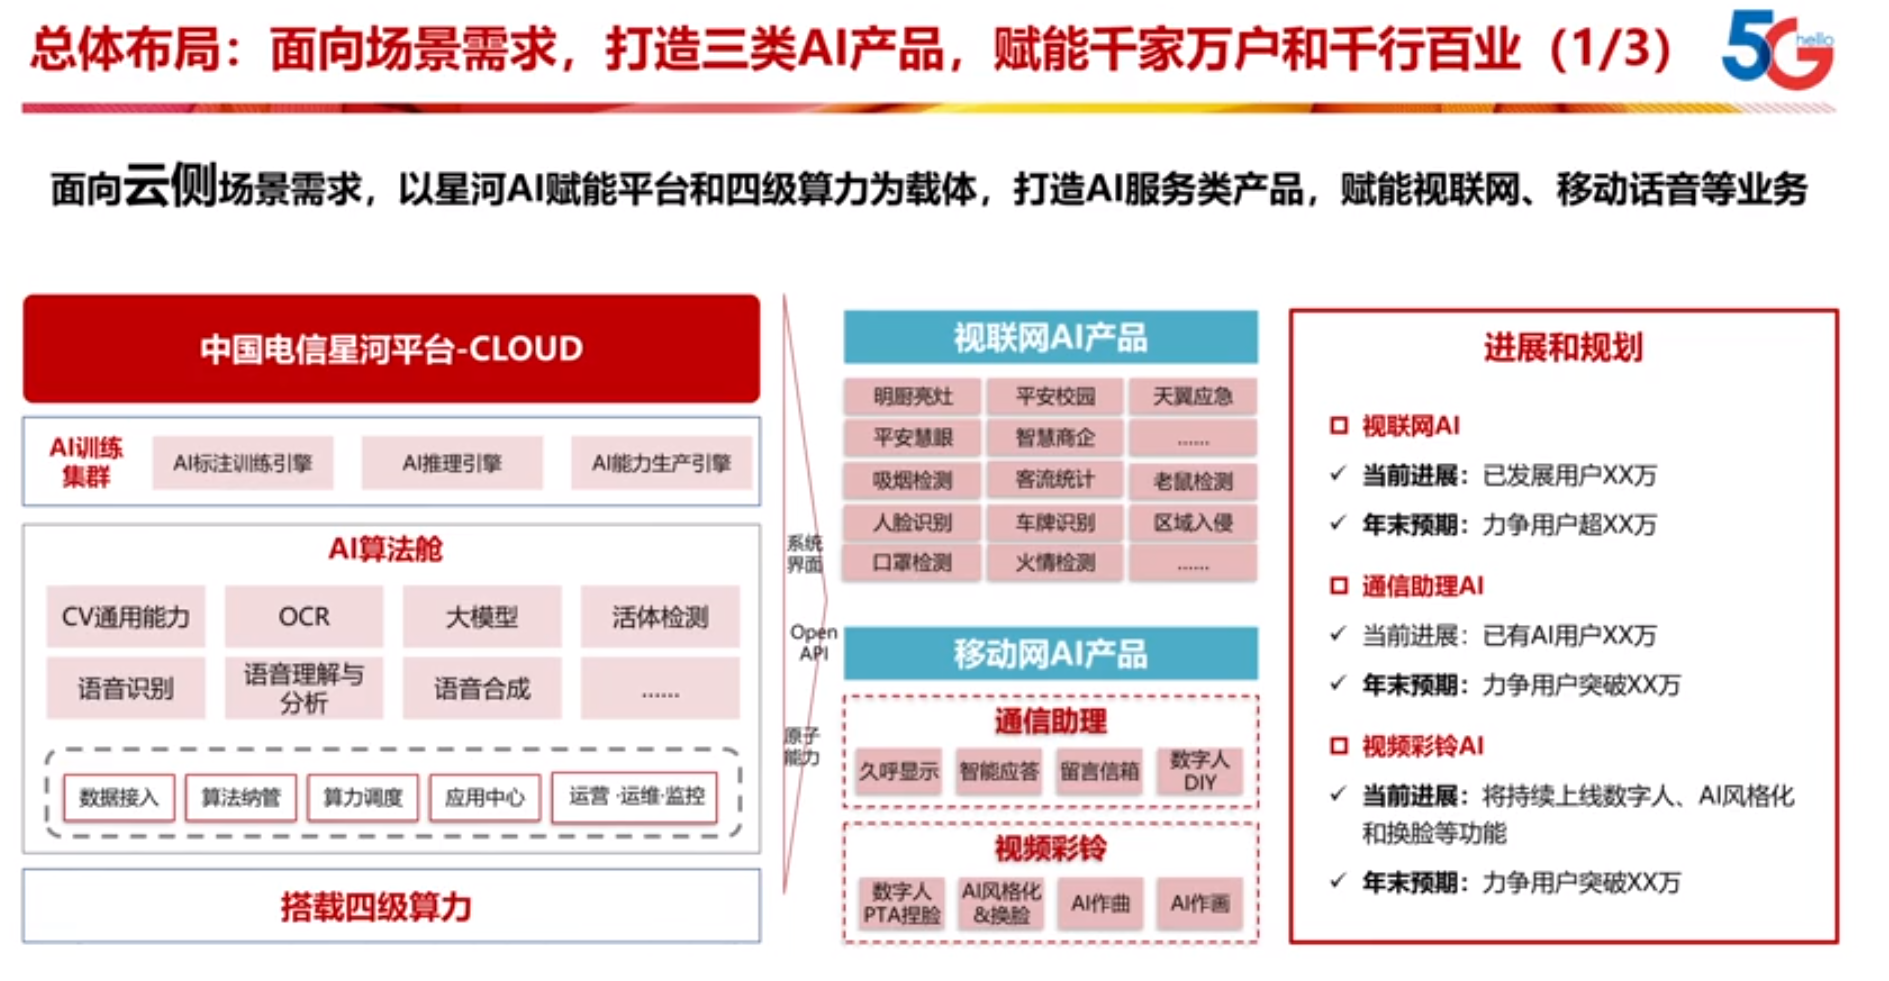 总体布局：面向场景需求，打造三类AI产品，赋能千家万户和千行百业（1/3）
5G
hello
面向云侧场景需求，以星河AI赋能平台和四级算力为载体，打造AI服务类产品，赋能视联网、移动话音等业务
中国电信星河平台-CLOUD
AI训练
集群
AI标注训练引擎
AI推理引擎
AI能力生产引擎
AI算法舱
CV通用能力
OCR
大模型
活体检测
语音识别
语音理解与
分析
语音合成
……
数据接入
算法纳管
算力调度
应用中心
运营·运维·监控
搭载四级算力
系统
界面
Open
API
原子
能力
视联网AI产品
明厨亮灶
平安校园
天翼应急
平安慧眼
智慧商企
……
吸烟检测
客流统计
老鼠检测
人脸识别
车牌识别
区域入侵
口罩检测
火情检测
……
移动网AI产品
通信助理
久呼显示
智能应答
留言信箱
数字人
DIY
视频彩铃
数字人
PTA捏脸
AI风格化
&换脸
AI作曲
AI作画
进展和规划
视联网AI
✓ 当前进展：已发展用户XX万
✓ 年末预期：力争用户超XX万
通信助理AI
✓ 当前进展：已有AI用户XX万
✓ 年末预期：力争用户突破XX万
视频彩铃AI
✓ 当前进展：将持续上线数字人、AI风格化
和换脸等功能
✓ 年末预期：力争用户突破XX万